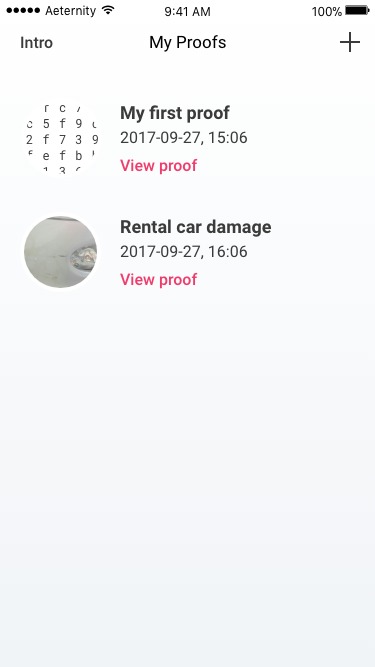 Aeternity 9:41 AM 100%
Intro My Proofs
r c 7
c 5 f 9
2 f 7 3 9
f e f b
1 3
My first proof
2017-09-27, 15:06
View proof
Rental car damage
2017-09-27, 16:06
View proof